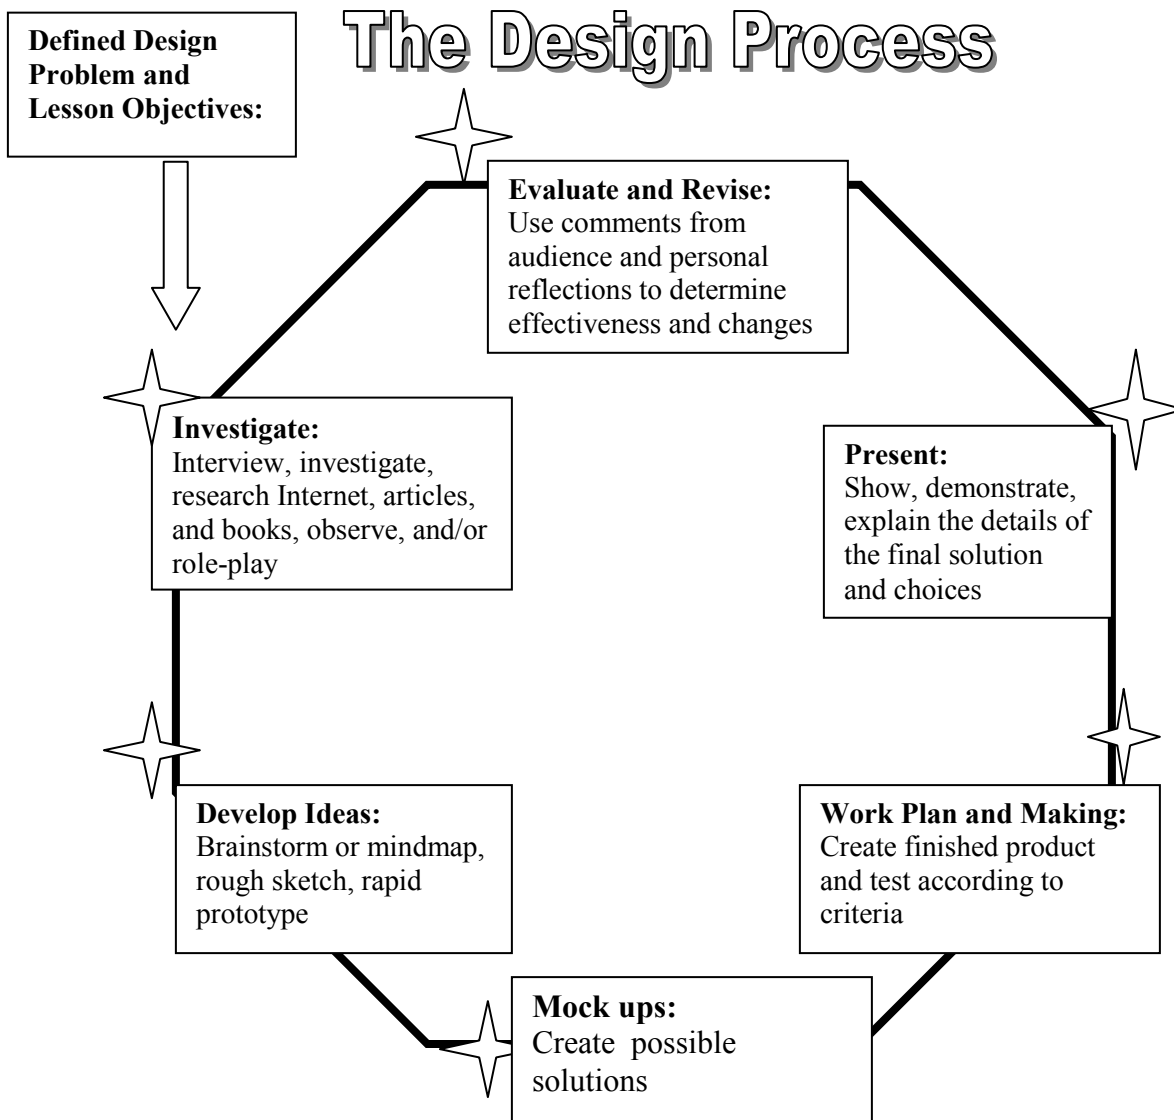 The Design Process
Defined Design
Problem and
Lesson Objectives:
Evaluate and Revise:
Use comments from
audience and personal
reflections to determine
effectiveness and changes
Investigate:
Interview, investigate,
research Internet, articles,
and books, observe, and/or
role-play
Present:
Show, demonstrate,
explain the details of
the final solution
and choices
Develop Ideas:
Brainstorm or mindmap,
rough sketch, rapid
prototype
Work Plan and Making:
Create finished product
and test according to
criteria
Mock ups:
Create possible
solutions